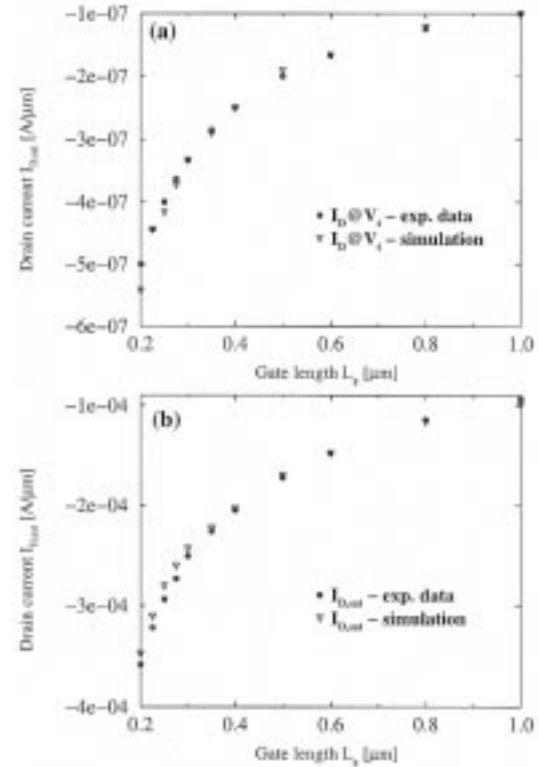 (a)
Drain current I_D,sat [A/μm]
−1e−07
−2e−07
−3e−07
−4e−07
−5e−07
−6e−07
I_D@V_t – exp. data
I_D@V_t – simulation
0.2 0.4 0.6 0.8 1.0
Gate length L_g [μm]
(b)
Drain current I_D,sat [A/μm]
−1e−04
−2e−04
−3e−04
−4e−04
I_D,sat – exp. data
I_D,sat – simulation
0.2 0.4 0.6 0.8 1.0
Gate length L_g [μm]